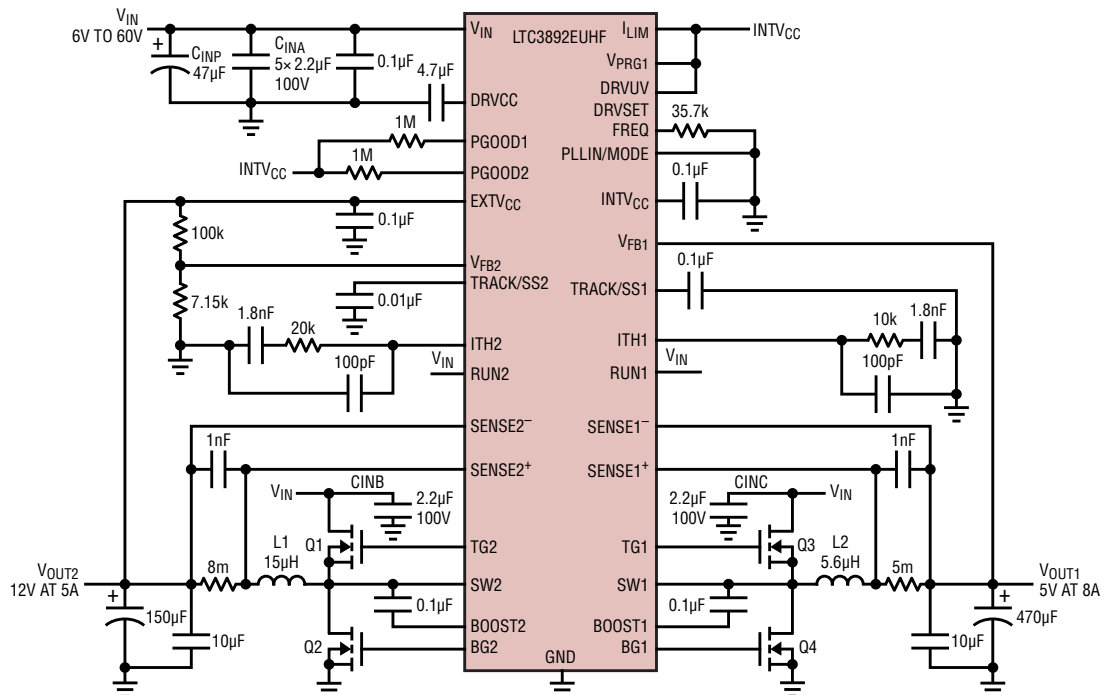 VIN
6V TO 60V
+
CINP
47µF
CINA
5× 2.2µF
100V
0.1µF
4.7µF
VIN
LTC3892EUHF
ILIM
INTVCC
VPRG1
DRVUV
DRVCC
DRVSET
FREQ
35.7k
1M
PGOOD1
PLLIN/MODE
1M
INTVCC
PGOOD2
0.1µF
EXTVCC
INTVCC
0.1µF
100k
VFB1
VFB2
0.1µF
TRACK/SS2
TRACK/SS1
7.15k
0.01µF
1.8nF
20k
10k
1.8nF
ITH2
ITH1
100pF
100pF
VIN
RUN2
RUN1
VIN
SENSE2–
SENSE1–
1nF
1nF
SENSE2+
SENSE1+
VIN
CINB
2.2µF
100V
2.2µF
100V
CINC
VIN
Q1
TG2
TG1
Q3
L1
15µH
L2
5.6µH
8m
5m
VOUT2
12V AT 5A
SW2
SW1
VOUT1
5V AT 8A
+
150µF
10µF
0.1µF
BOOST2
BOOST1
0.1µF
10µF
+
470µF
Q2
BG2
GND
BG1
Q4